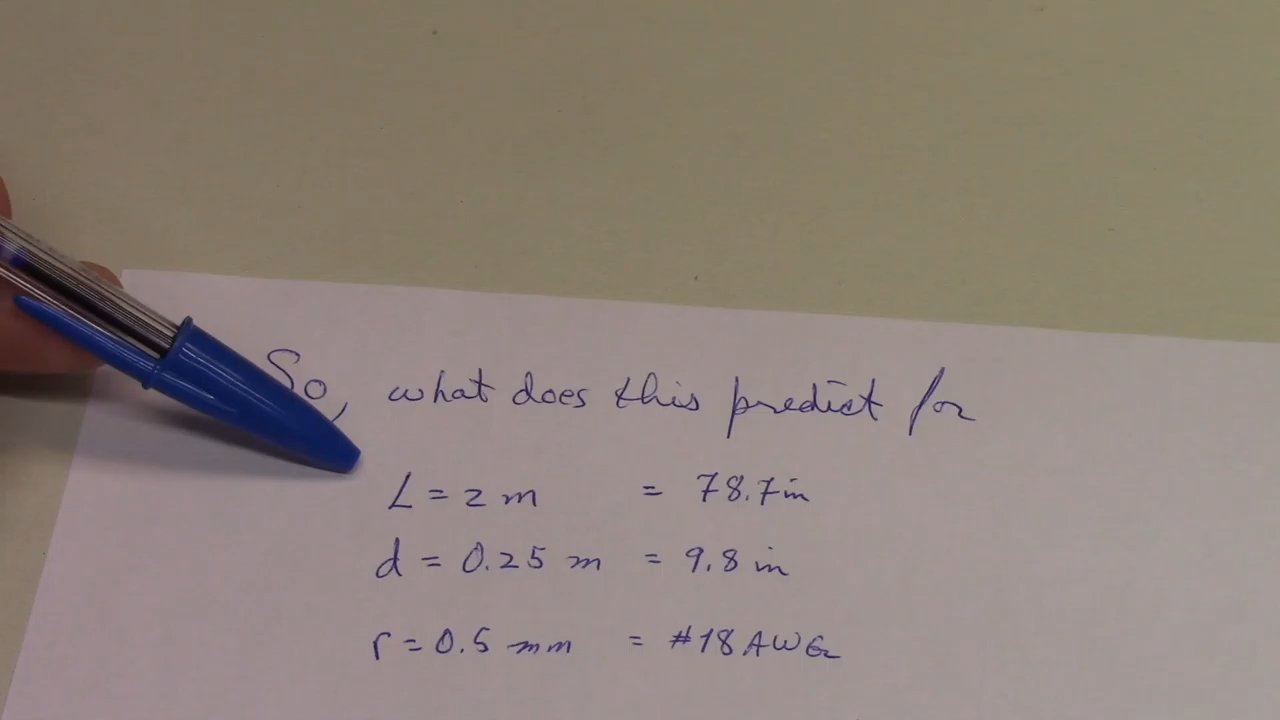 So, what does this predict for
L = 2 m = 78.7 in
d = 0.25 m = 9.8 in
r = 0.5 mm = #18 AWG